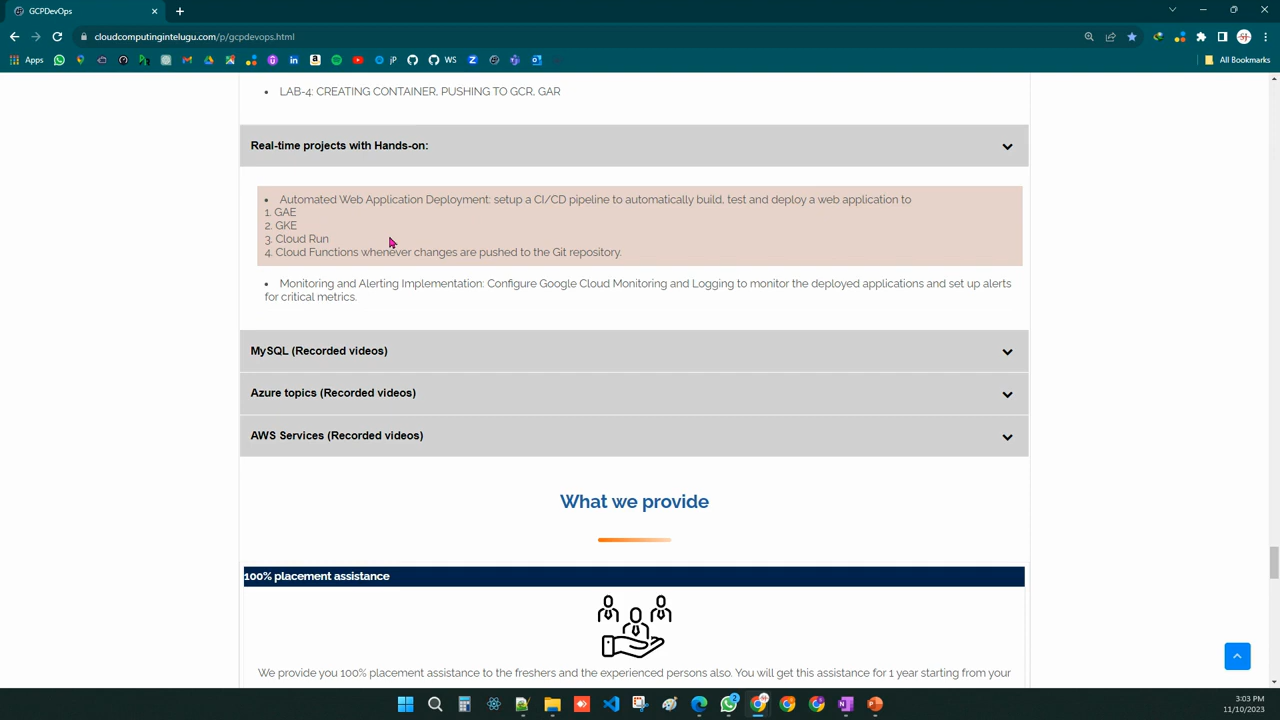 GCPDevOps
cloudcomputingintelugu.com/p/gcpdevops.html
Apps
jP
WS
All Bookmarks
• LAB-4: CREATING CONTAINER, PUSHING TO GCR, GAR
Real-time projects with Hands-on:
• Automated Web Application Deployment: setup a CI/CD pipeline to automatically build, test and deploy a web application to
1. GAE
2. GKE
3. Cloud Run
4. Cloud Functions whenever changes are pushed to the Git repository.
• Monitoring and Alerting Implementation: Configure Google Cloud Monitoring and Logging to monitor the deployed applications and set up alerts
for critical metrics.
MySQL (Recorded videos)
Azure topics (Recorded videos)
AWS Services (Recorded videos)
What we provide
100% placement assistance
We provide you 100% placement assistance to the freshers and the experienced persons also. You will get this assistance for 1 year starting from your
2
3:03 PM
11/10/2023